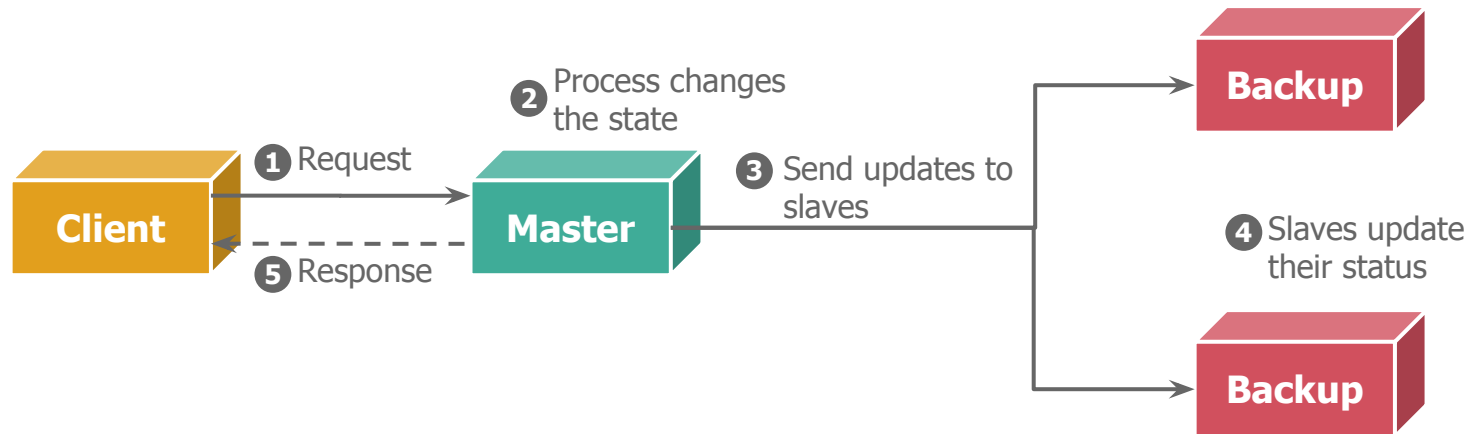 Client
1 Request
5 Response
2 Process changes
the state
Master
3 Send updates to
slaves
Backup
4 Slaves update
their status
Backup